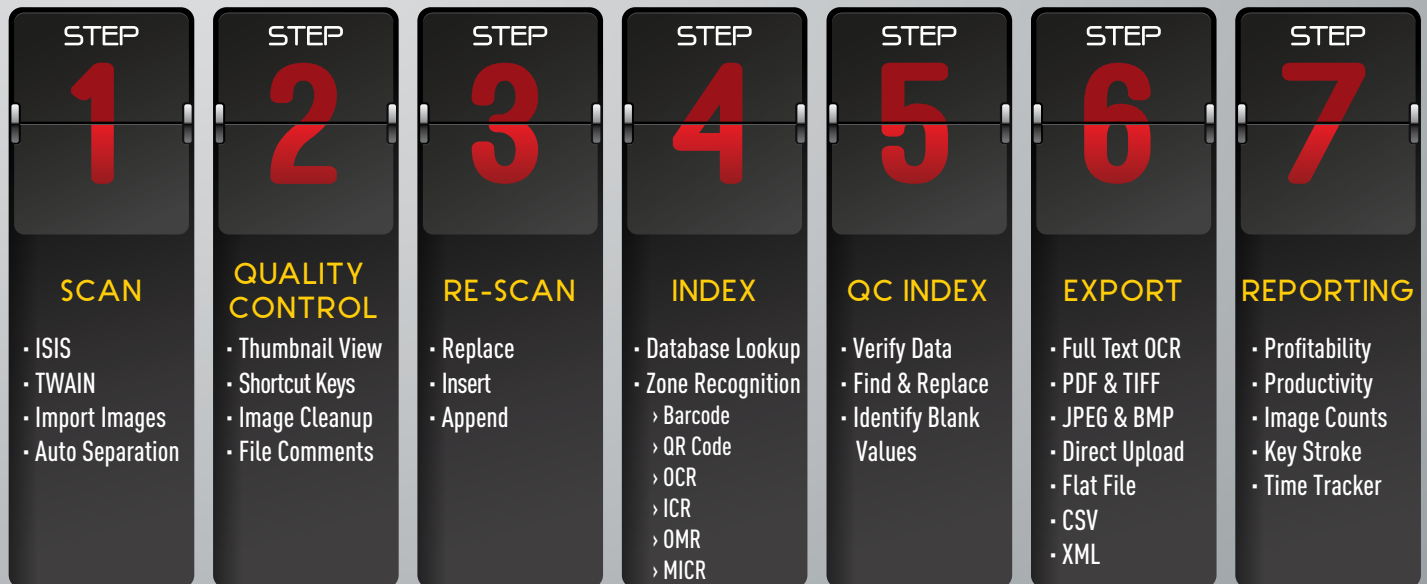 STEP
1
SCAN
· ISIS
· TWAIN
· Import Images
· Auto Separation
STEP
2
QUALITY
CONTROL
· Thumbnail View
· Shortcut Keys
· Image Cleanup
· File Comments
STEP
3
RE-SCAN
· Replace
· Insert
· Append
STEP
4
INDEX
· Database Lookup
· Zone Recognition
› Barcode
› QR Code
› OCR
› ICR
› OMR
› MICR
STEP
5
QC INDEX
· Verify Data
· Find & Replace
· Identify Blank
Values
STEP
6
EXPORT
· Full Text OCR
· PDF & TIFF
· JPEG & BMP
· Direct Upload
· Flat File
· CSV
· XML
STEP
7
REPORTING
· Profitability
· Productivity
· Image Counts
· Key Stroke
· Time Tracker